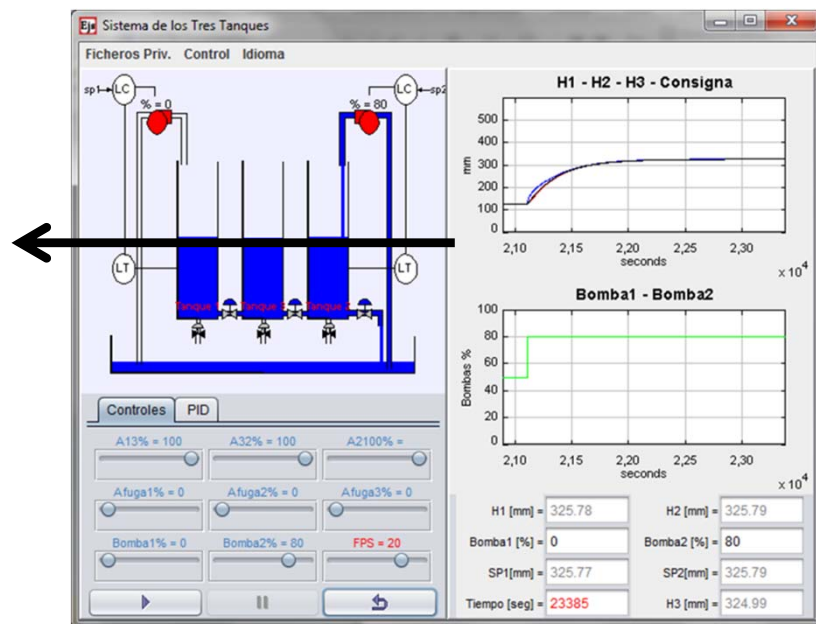 Ejs Sistema de los Tres Tanques
Ficheros Priv. Control Idioma
sp1 LC % = 0 % = 80 LC sp2
LT LT
Tanque 1 Tanque 3 Tanque 2
Controles PID
A13% = 100 A32% = 100 A2100% =
Afuga1% = 0 Afuga2% = 0 Afuga3% = 0
Bomba1% = 0 Bomba2% = 80 FPS = 20
H1 - H2 - H3 - Consigna
500
400
300
200
100
0
mm
2,10 2,15 2,20 2,25 2,30
seconds
x 10^4
Bomba1 - Bomba2
100
80
60
40
20
0
Bombas %
2,10 2,15 2,20 2,25 2,30
seconds
x 10^4
H1 [mm] = 325.78 H2 [mm] = 325.79
Bomba1 [%] = 0 Bomba2 [%] = 80
SP1[mm] = 325.77 SP2[mm] = 325.79
Tiempo [seg] = 23385 H3 [mm] = 324.99